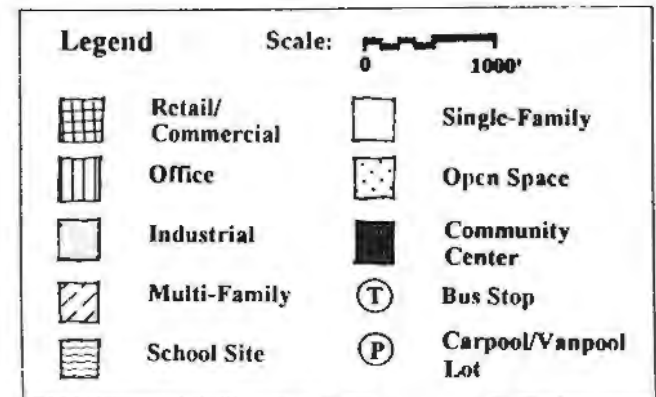 Legend Scale:
0 1000'
Retail/
Commercial
Single-Family
Office
Open Space
Industrial
Community
Center
Multi-Family
T Bus Stop
School Site
P Carpool/Vanpool
Lot